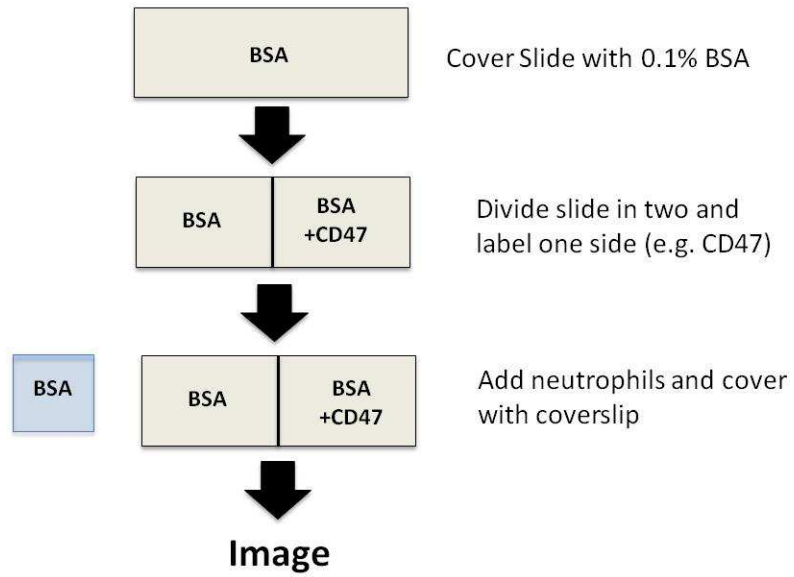 BSA
Cover Slide with 0.1% BSA
BSA
BSA
+CD47
Divide slide in two and
label one side (e.g. CD47)
BSA
BSA
BSA
+CD47
Add neutrophils and cover
with coverslip
Image